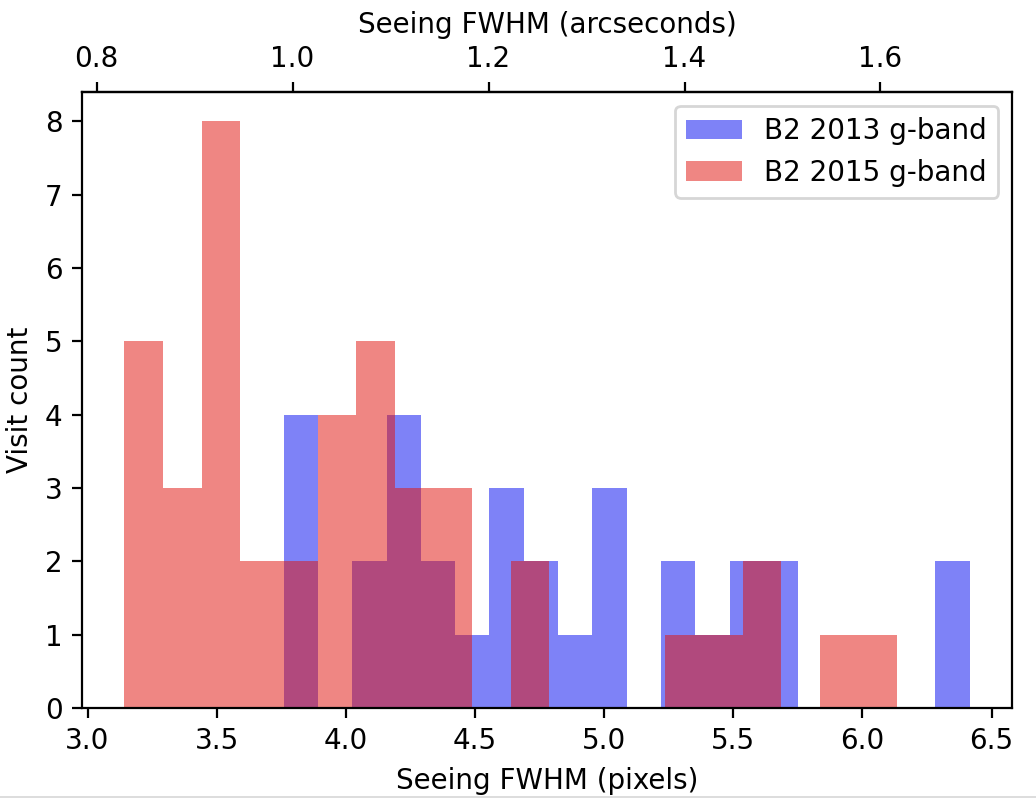 Seeing FWHM (arcseconds)
0.8 1.0 1.2 1.4 1.6
B2 2013 g-band
B2 2015 g-band
8
7
6
5
4
3
2
1
0
Visit count
3.0 3.5 4.0 4.5 5.0 5.5 6.0 6.5
Seeing FWHM (pixels)